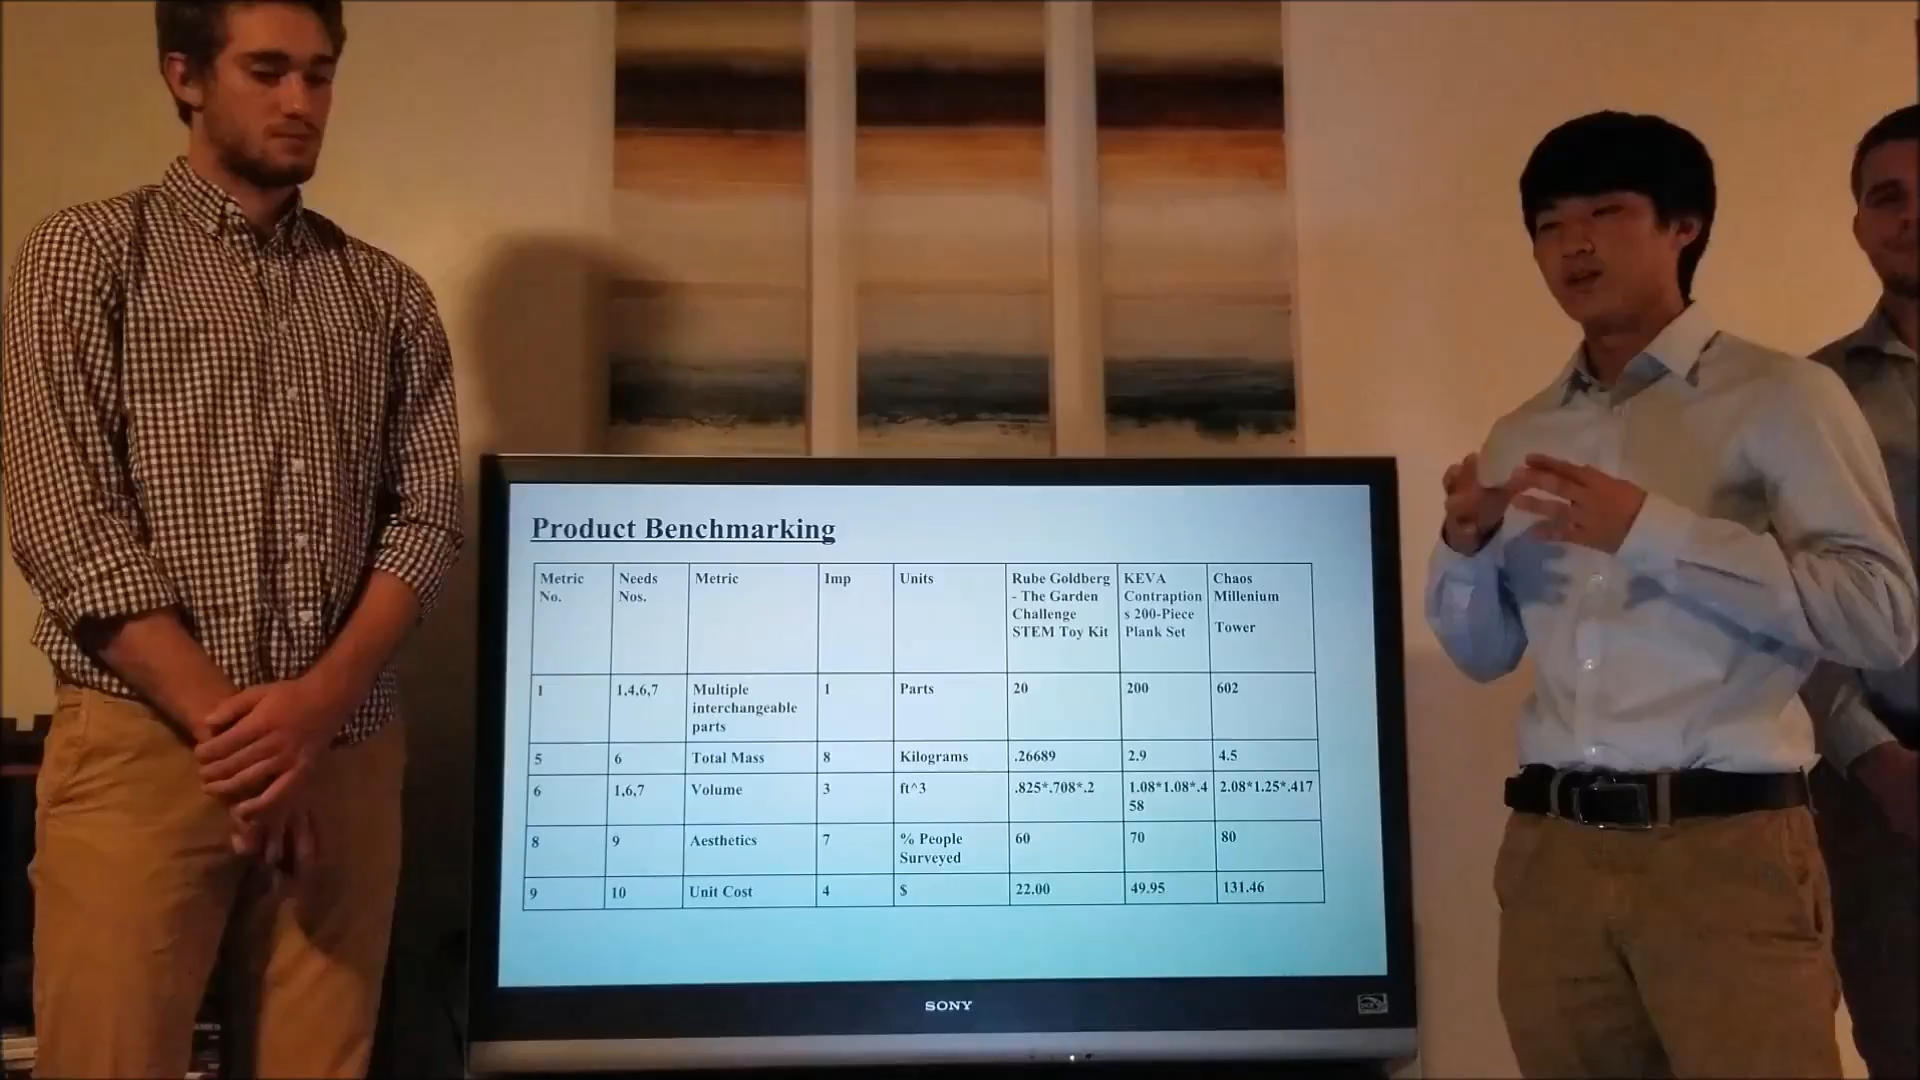 Product Benchmarking
Metric No.
Needs Nos.
Metric
Imp
Units
Rube Goldberg - The Garden Challenge STEM Toy Kit
KEVA Contraption s 200-Piece Plank Set
Chaos Millenium Tower
1
1,4,6,7
Multiple interchangeable parts
1
Parts
20
200
602
5
6
Total Mass
8
Kilograms
.26689
2.9
4.5
6
1,6,7
Volume
3
ft^3
.825*.708*.2
1.08*1.08*.4 58
2.08*1.25*.417
8
9
Aesthetics
7
% People Surveyed
60
70
80
9
10
Unit Cost
4
$
22.00
49.95
131.46
SONY